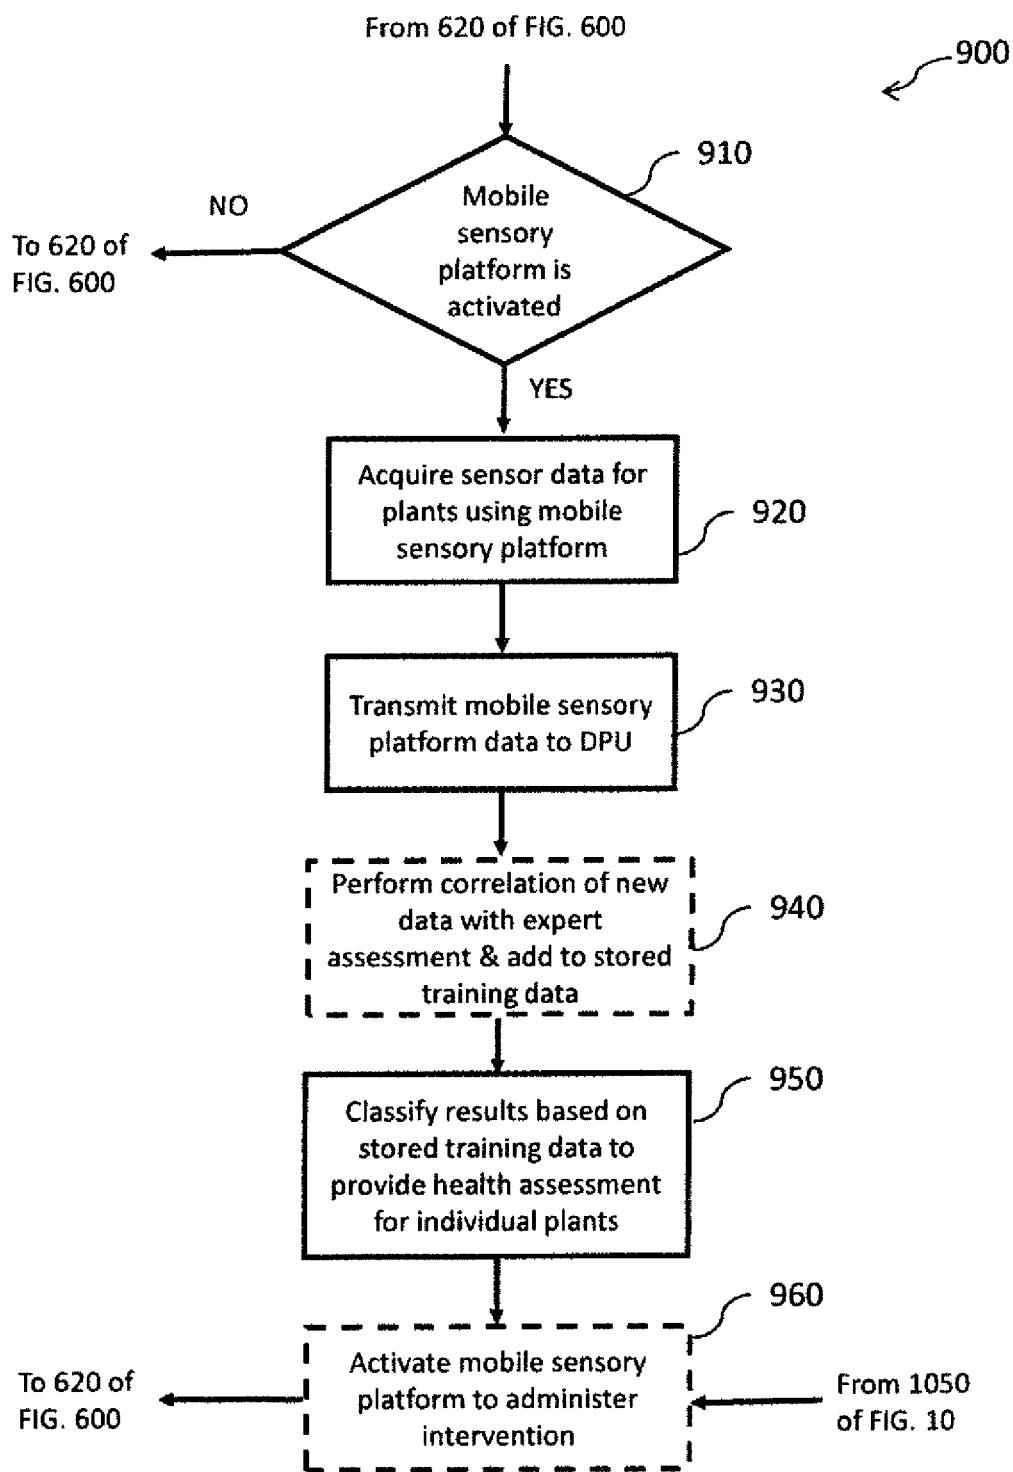 From 620 of FIG. 600
900
910
Mobile
sensory
platform is
activated
NO
To 620 of
FIG. 600
YES
Acquire sensor data for
plants using mobile
sensory platform
920
Transmit mobile sensory
platform data to DPU
930
Perform correlation of new
data with expert
assessment & add to stored
training data
940
Classify results based on
stored training data to
provide health assessment
for individual plants
950
960
Activate mobile sensory
platform to administer
intervention
To 620 of
FIG. 600
From 1050
of FIG. 10